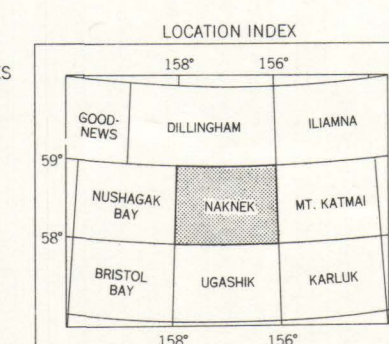 LOCATION INDEX
ES
158° 156°
GOOD-
NEWS
DILLINGHAM
ILIAMNA
59°
NUSHAGAK
BAY
NAKNEK
MT. KATMAI
58°
BRISTOL
BAY
UGASHIK
KARLUK
158° 156°